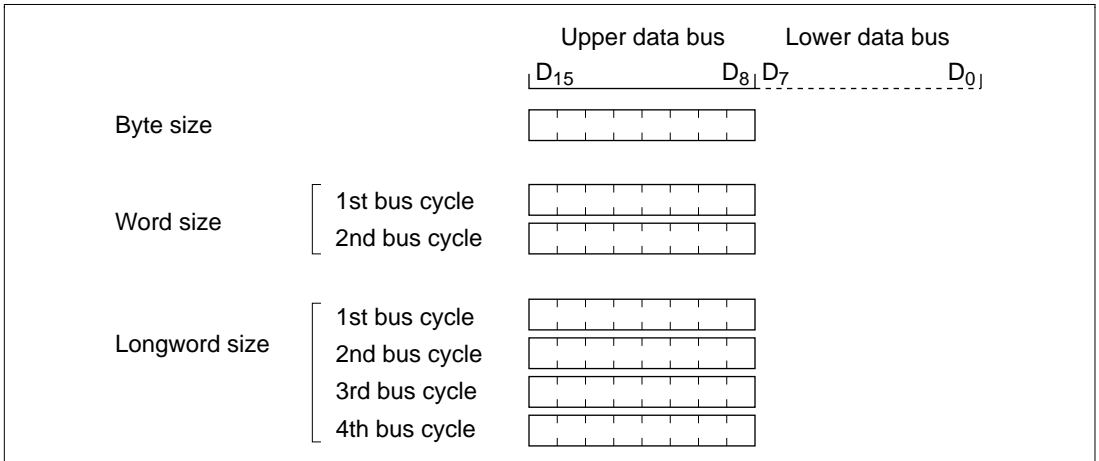 Upper data bus Lower data bus
D15 D8 D7 D0
Byte size
1st bus cycle
Word size
2nd bus cycle
1st bus cycle
Longword size
2nd bus cycle
3rd bus cycle
4th bus cycle